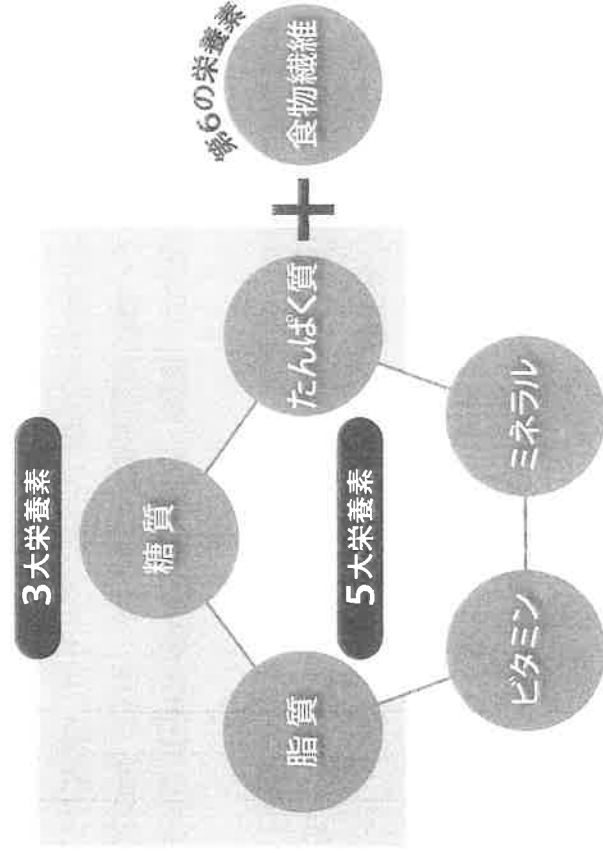 3大栄養素
糖質
脂質
たんぱく質
5大栄養素
ビタミン
ミネラル
+
第6の栄養素
食物繊維